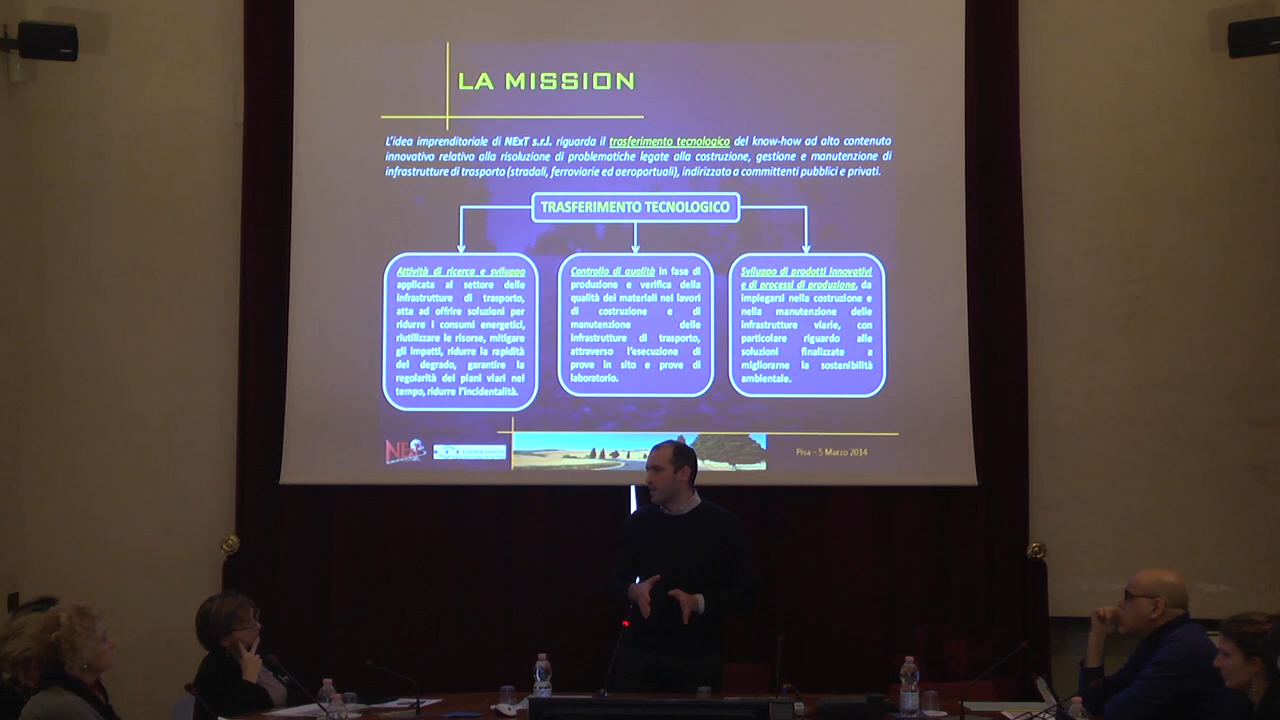 LA MISSION
L'idea imprenditoriale di NExT s.r.l. riguarda il trasferimento tecnologico del know-how ad alto contenuto
innovativo relativo alla risoluzione di problematiche legate alla costruzione, gestione e manutenzione di
infrastrutture di trasporto (stradali, ferroviarie ed aeroportuali), indirizzato a committenti pubblici e privati.
TRASFERIMENTO TECNOLOGICO
Attività di ricerca e sviluppo
applicata al settore delle
infrastrutture di trasporto,
atta ad offrire soluzioni per
ridurre i consumi energetici,
riutilizzare le risorse, mitigare
gli impatti, ridurre la rapidità
del degrado, garantire la
regolarità dei piani viari nel
tempo, ridurre l'incidentalità.
Controllo di qualità in fase di
produzione e verifica della
qualità dei materiali nei lavori
di costruzione e di
manutenzione delle
infrastrutture di trasporto,
attraverso l'esecuzione di
prove in sito e prove di
laboratorio.
Sviluppo di prodotti innovativi
e di processi di produzione, da
impiegarsi nella costruzione e
nella manutenzione delle
infrastrutture viarie, con
particolare riguardo alle
soluzioni finalizzate a
migliorarne la sostenibilità
ambientale.
Pisa – 5 Marzo 2014